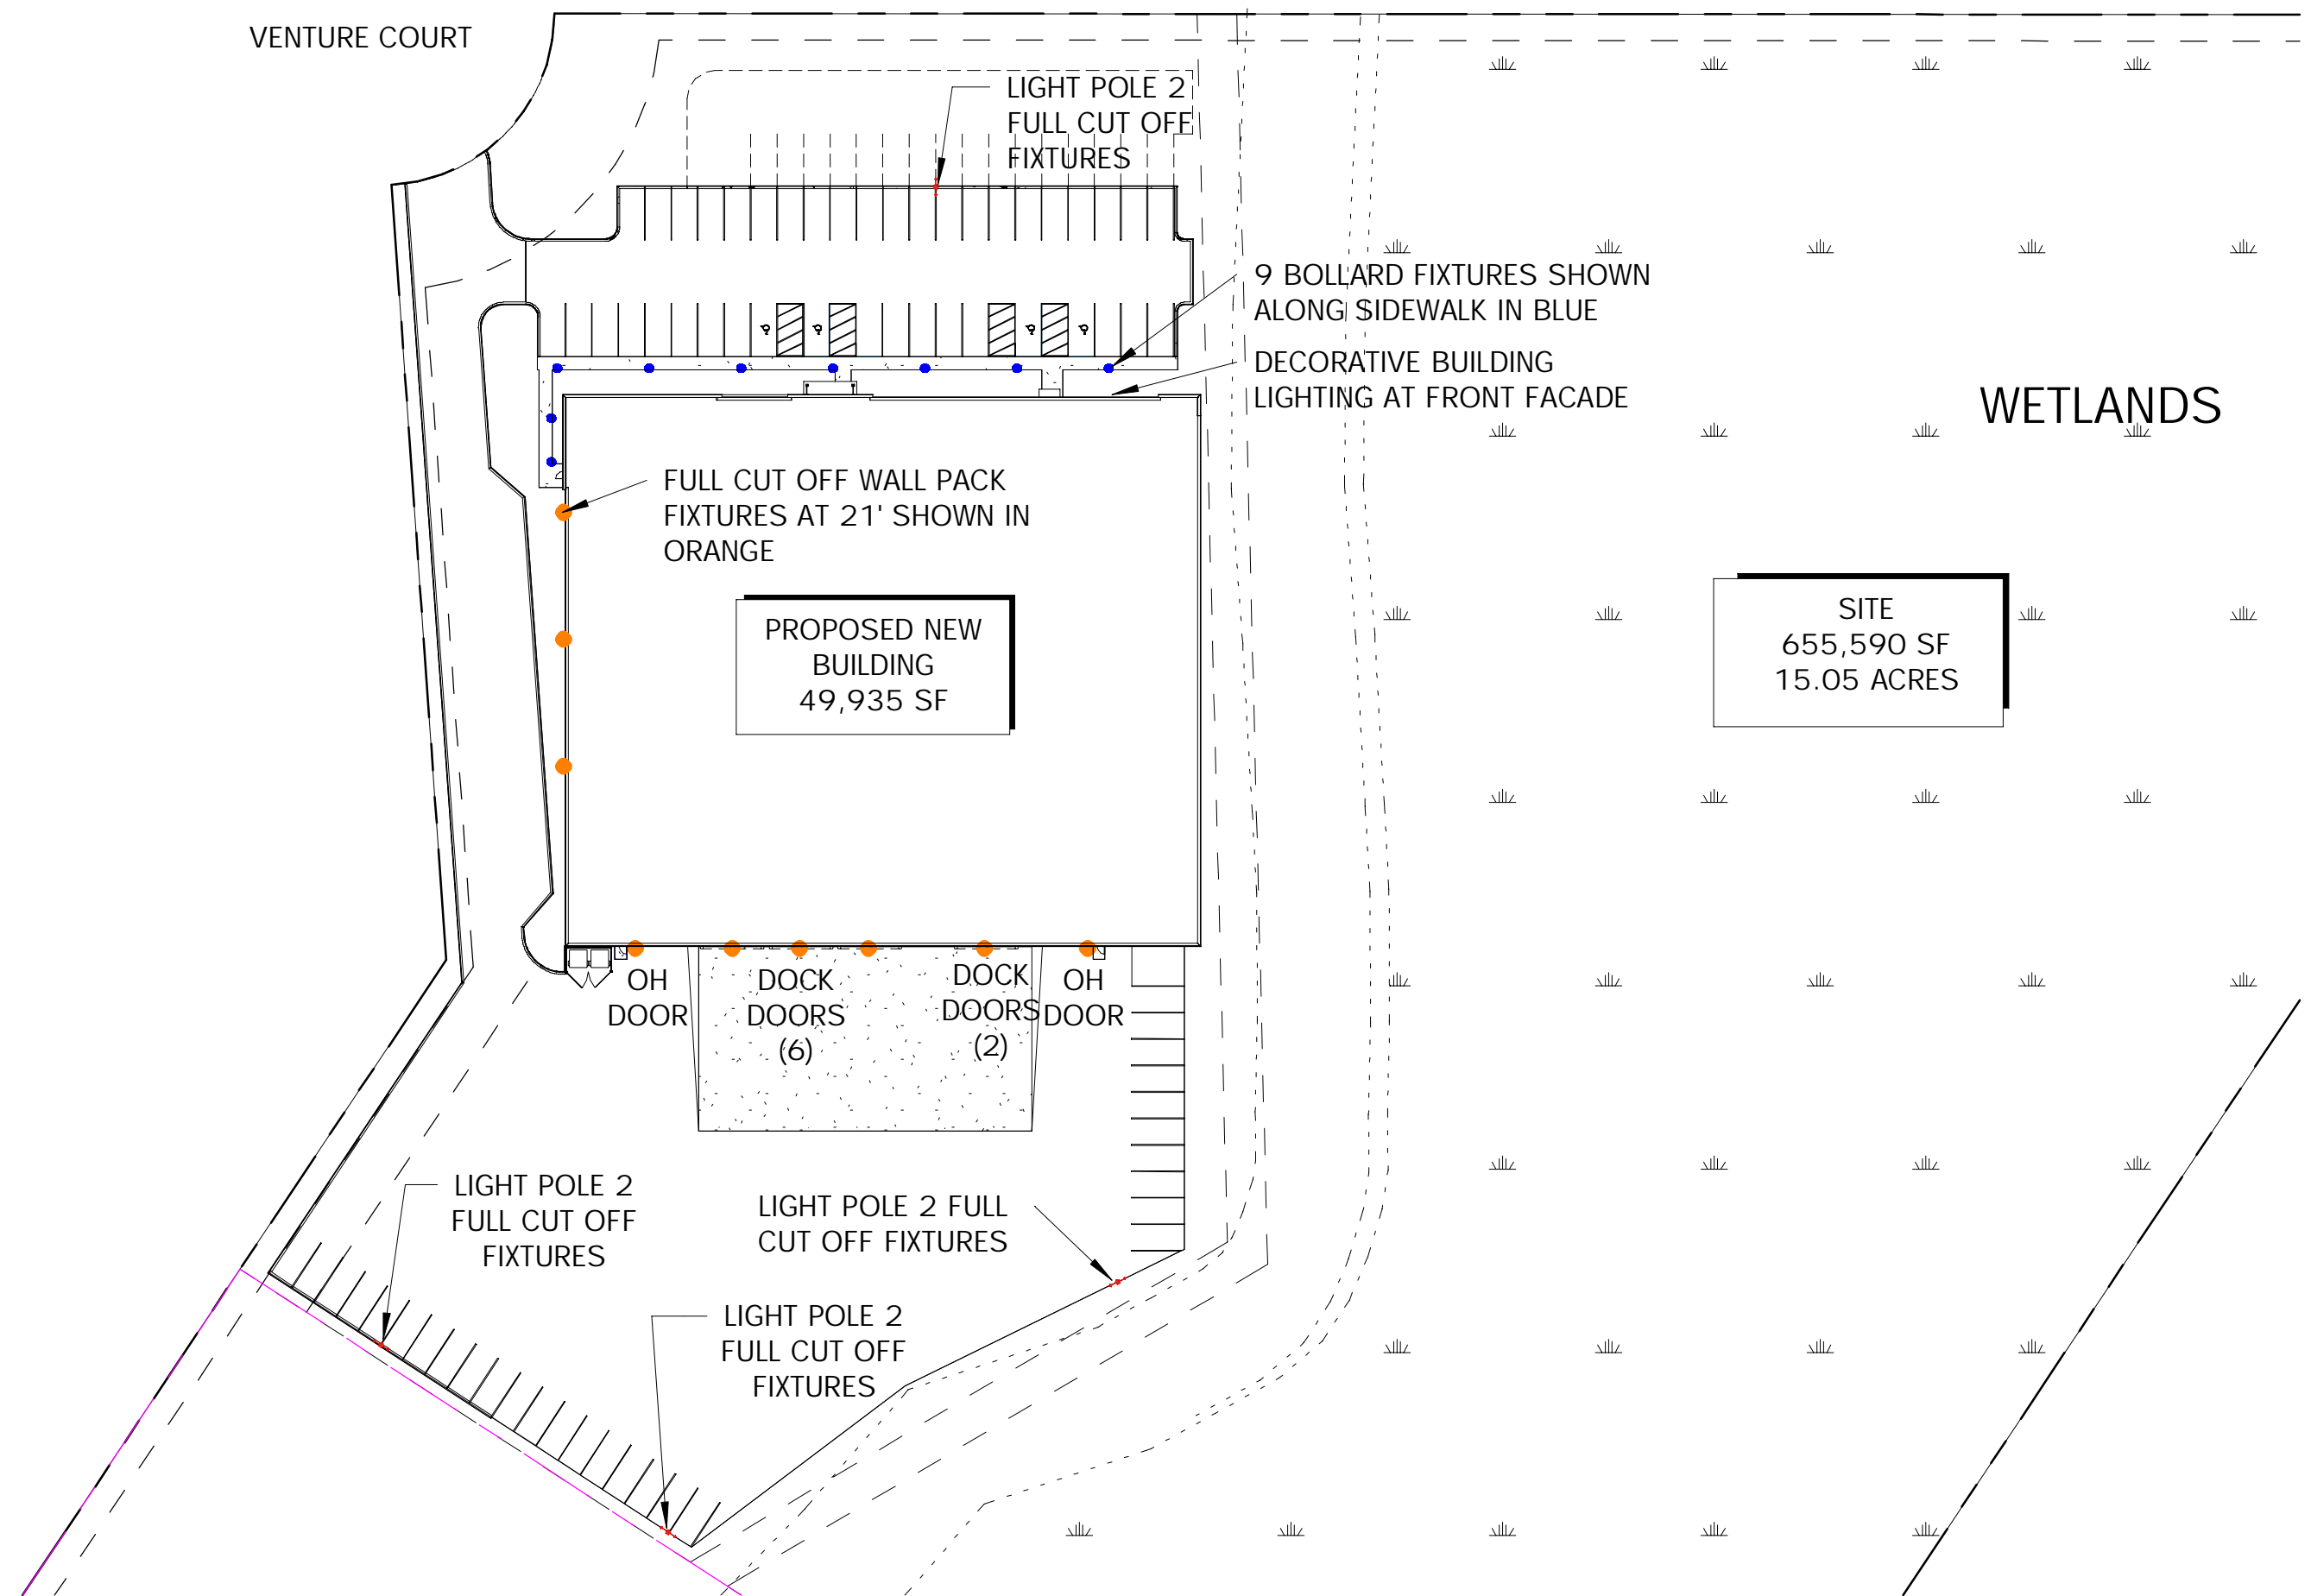 VENTURE COURT
LIGHT POLE 2
FULL CUT OFF
FIXTURES
9 BOLLARD FIXTURES SHOWN
ALONG SIDEWALK IN BLUE
DECORATIVE BUILDING
LIGHTING AT FRONT FACADE
WETLANDS
FULL CUT OFF WALL PACK
FIXTURES AT 21' SHOWN IN
ORANGE
PROPOSED NEW
BUILDING
49,935 SF
SITE
655,590 SF
15.05 ACRES
OH
DOOR
DOCK
DOORS
(6)
DOCK
DOORS
(2)
OH
DOOR
LIGHT POLE 2
FULL CUT OFF
FIXTURES
LIGHT POLE 2 FULL
CUT OFF FIXTURES
LIGHT POLE 2
FULL CUT OFF
FIXTURES